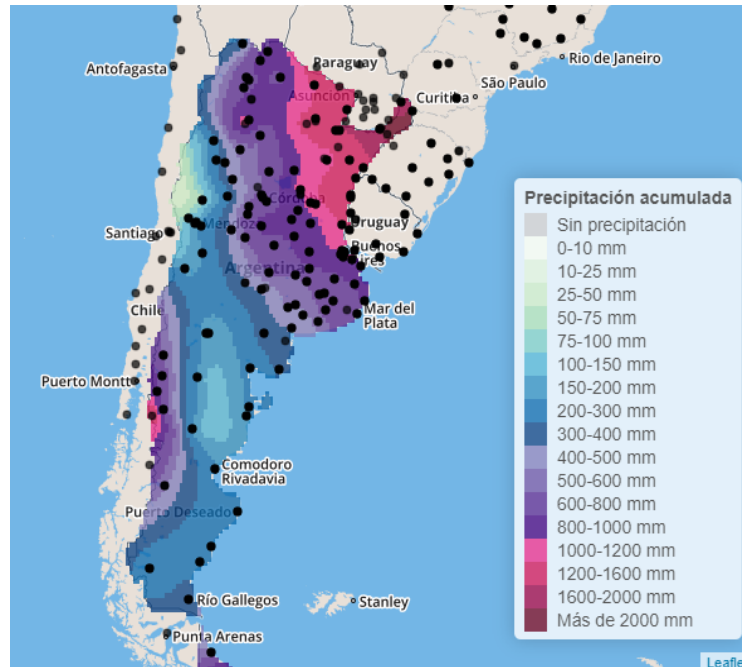 Rio de Janeiro
Antofagasta
Paraguay
São Paulo
Asunción
Curitiba
Córdoba
Santiago
Mendoza
Uruguay
Buenos
Aires
Argentina
Chile
Mar del
Plata
Puerto Montt
Comodoro
Rivadavia
Puerto Deseado
Río Gallegos
Stanley
Punta Arenas
Precipitación acumulada
Sin precipitación
0-10 mm
10-25 mm
25-50 mm
50-75 mm
75-100 mm
100-150 mm
150-200 mm
200-300 mm
300-400 mm
400-500 mm
500-600 mm
600-800 mm
800-1000 mm
1000-1200 mm
1200-1600 mm
1600-2000 mm
Más de 2000 mm
Leafle